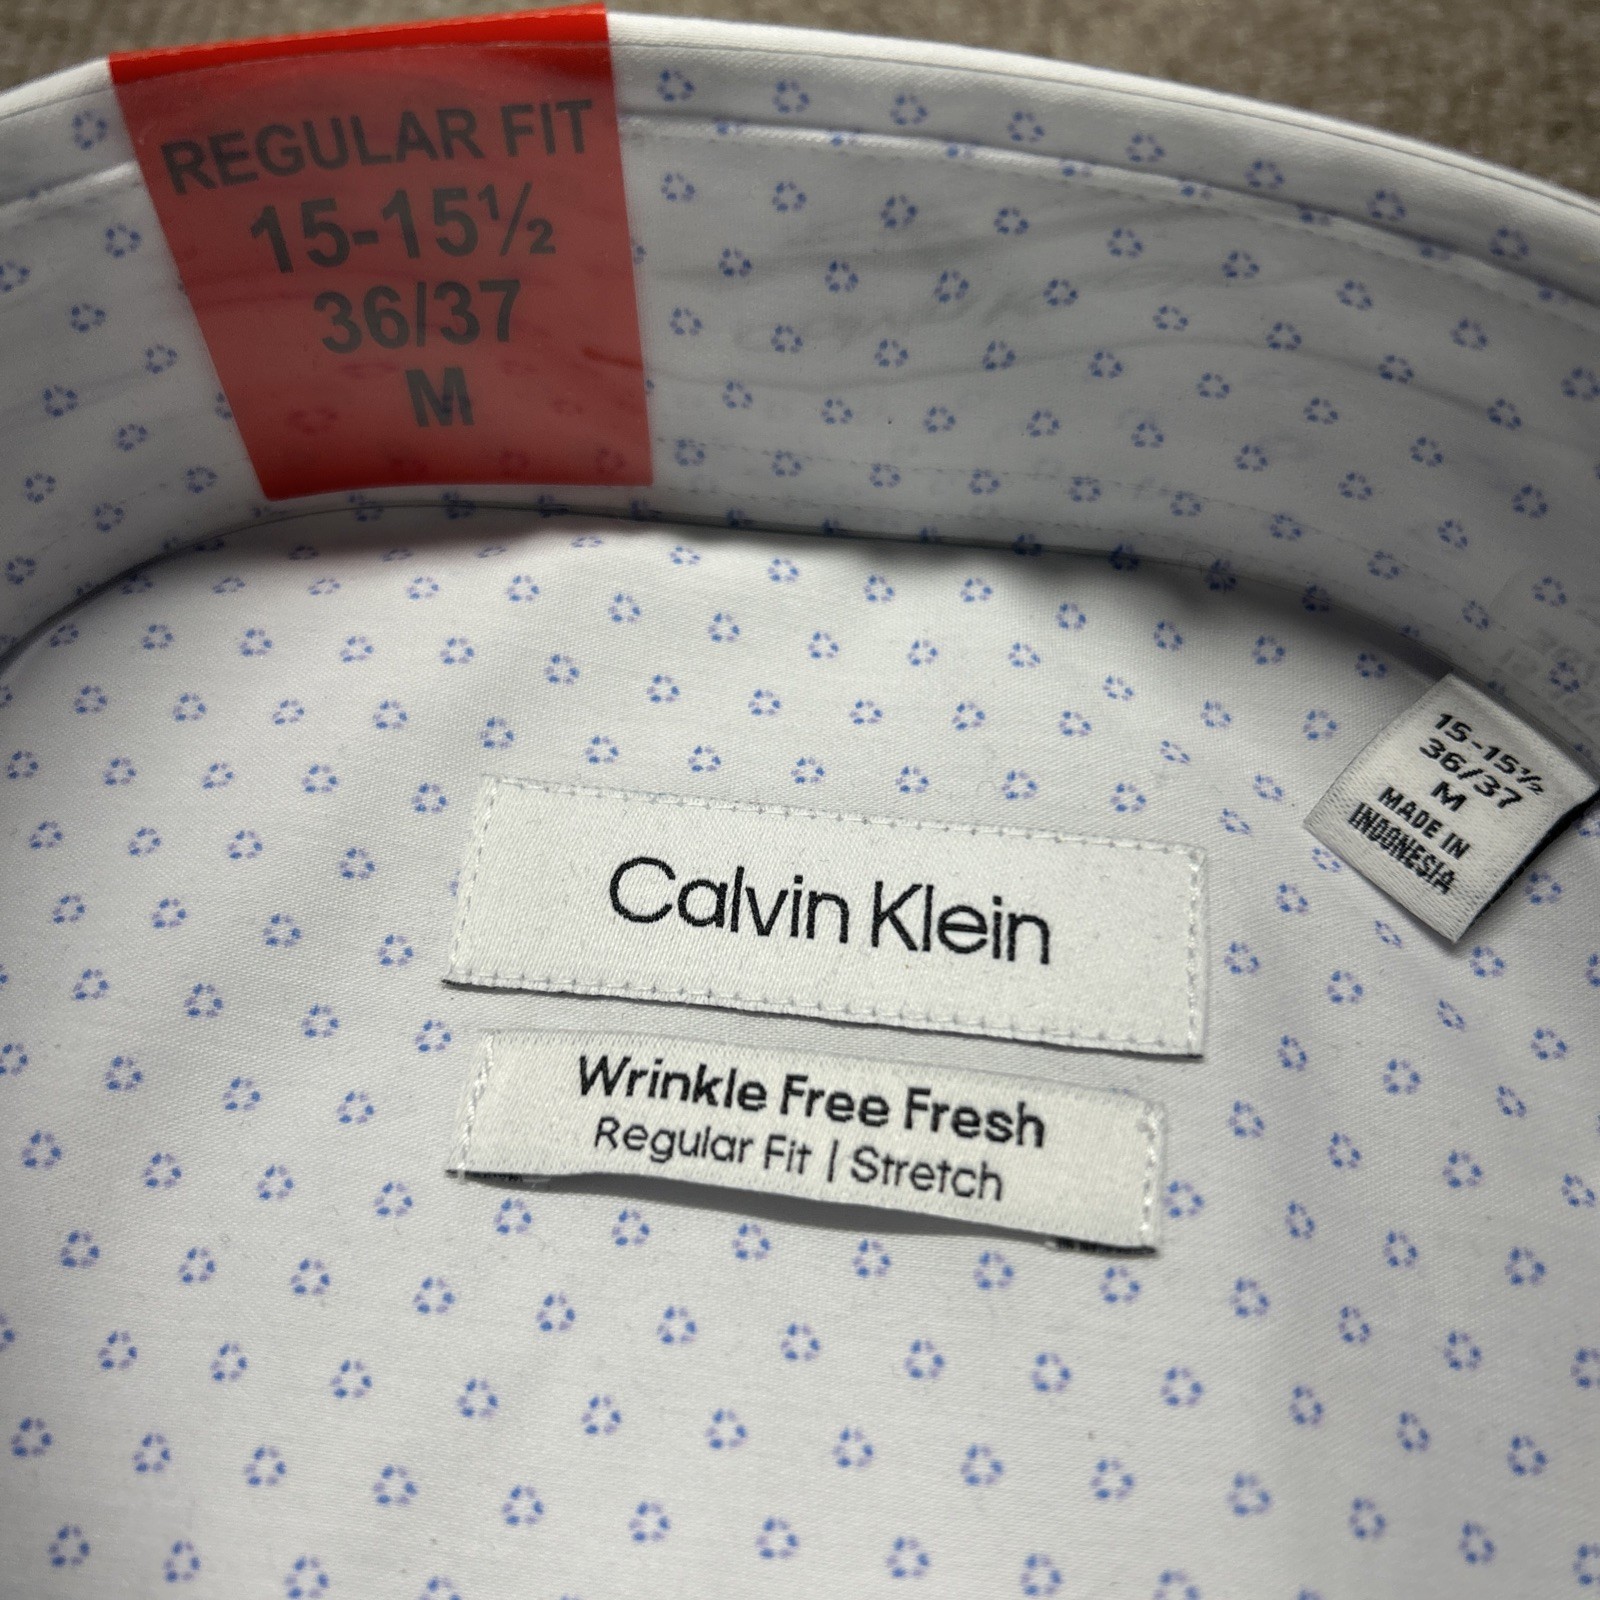 REGULAR FIT
15-15½
36/37
M
15-15½
36/37
M
MADE IN
INDONESIA
Calvin Klein
Wrinkle Free Fresh
Regular Fit | Stretch